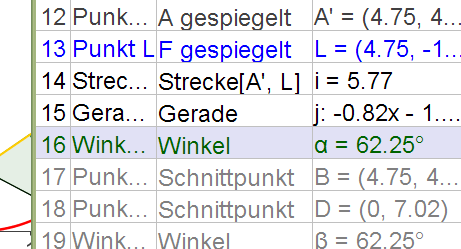 12 Punk... A gespiegelt A' = (4.75, 4...
13 Punkt L F gespiegelt L = (4.75, -1...
14 Strec... Strecke[A', L] i = 5.77
15 Gera... Gerade j: -0.82x - 1....
16 Wink... Winkel α = 62.25°
17 Punk... Schnittpunkt B = (4.75, 4...
18 Punk... Schnittpunkt D = (0, 7.02)
19 Wink... Winkel β = 62.25°